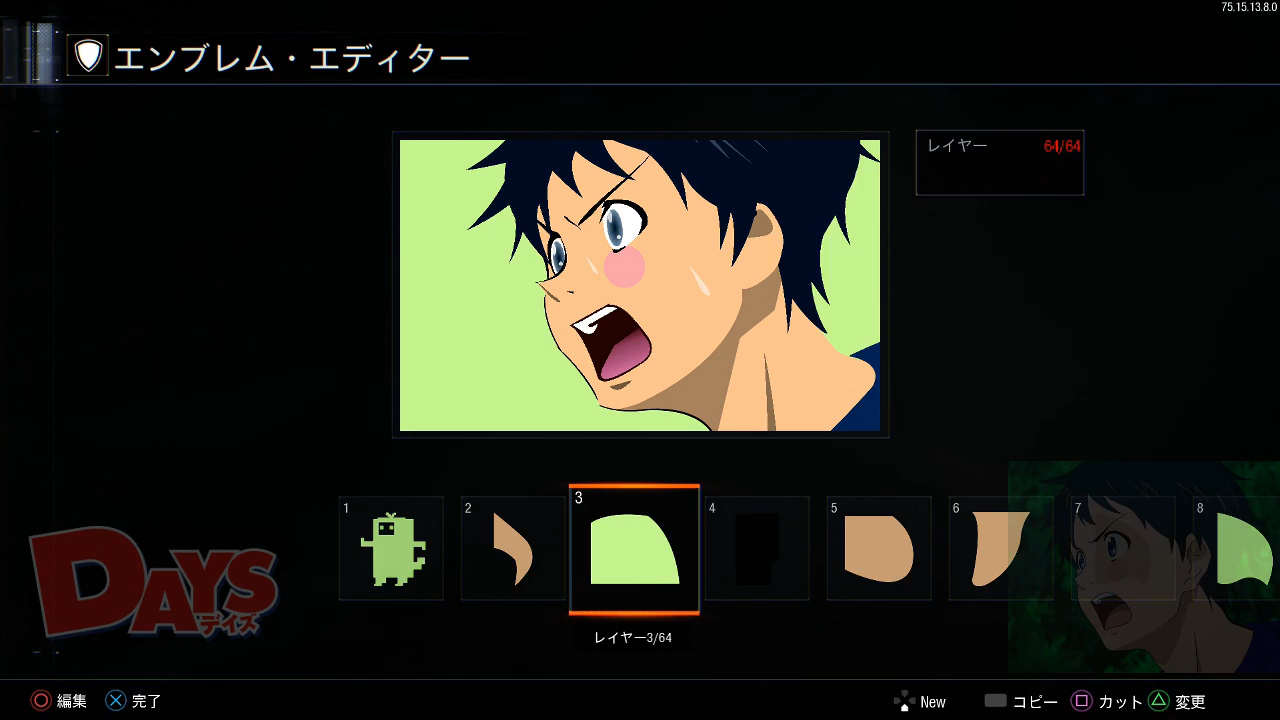 75.15.13.8.0
エンブレム・エディター
レイヤー 64/64
1 2 3 4 5 6 7 8
レイヤー3/64
DAYS
デイズ
編集 完了 New コピー カット 変更